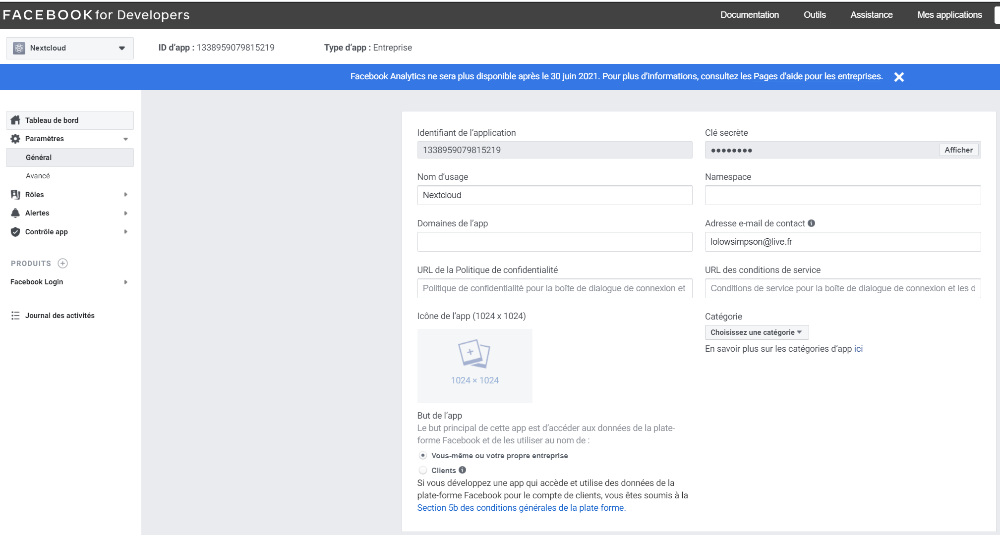 FACEBOOK for Developers
Documentation
Outils
Assistance
Mes applications
Nextcloud
ID d’app : 1338959079815219
Type d’app : Entreprise
Facebook Analytics ne sera plus disponible après le 30 juin 2021. Pour plus d’informations, consultez les Pages d’aide pour les entreprises.
Tableau de bord
Paramètres
Général
Avancé
Rôles
Alertes
Contrôle app
PRODUITS
Facebook Login
Journal des activités
Identifiant de l’application
1338959079815219
Clé secrète
Afficher
Nom d’usage
Nextcloud
Namespace
Domaines de l’app
Adresse e-mail de contact
lolowsimpson@live.fr
URL de la Politique de confidentialité
Politique de confidentialité pour la boîte de dialogue de connexion et
URL des conditions de service
Conditions de service pour la boîte de dialogue de connexion et les d
Icône de l’app (1024 x 1024)
1024 × 1024
Catégorie
Choisissez une catégorie
En savoir plus sur les catégories d’app ici
But de l’app
Le but principal de cette app est d’accéder aux données de la plate-
forme Facebook et de les utiliser au nom de :
Vous-même ou votre propre entreprise
Clients
Si vous développez une app qui accède et utilise des données de la
plate-forme Facebook pour le compte de clients, vous êtes soumis à la
Section 5b des conditions générales de la plate-forme.